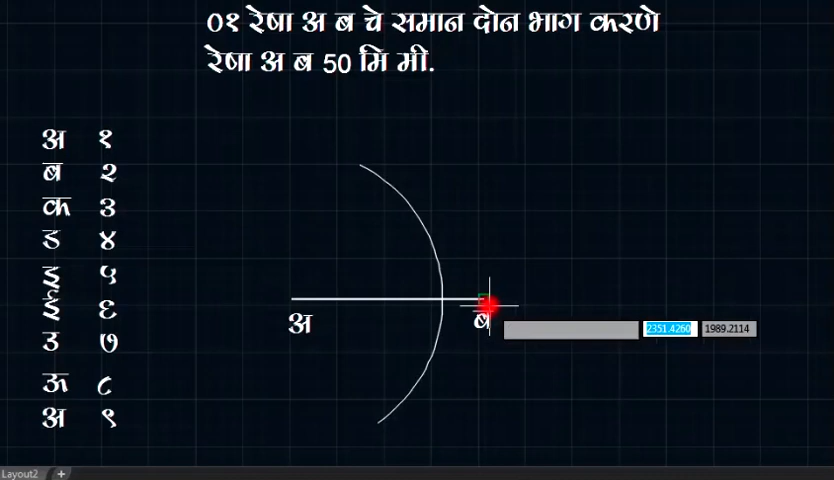 ०१ रेषा अ ब चे समान दोन भाग करणे
रेषा अ ब 50 मि मी.
अ १
ब २
क ३
ड ४
इ ५
ई ६
उ ७
ऊ ८
अ ९
अ
ब
2351.4260 1989.2114
Layout2 +